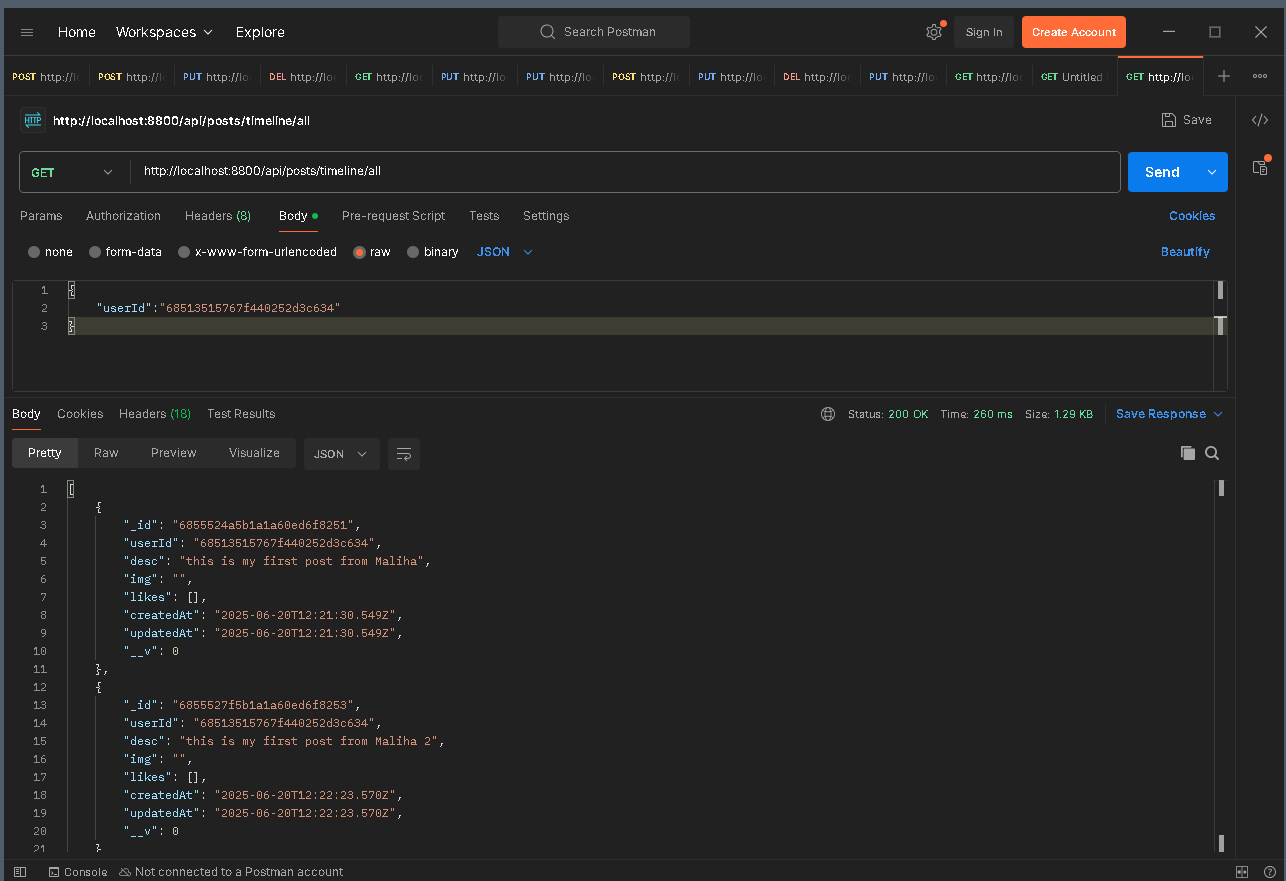 Home Workspaces Explore Search Postman Sign In Create Account
POST http://lo POST http://lo PUT http://lo DEL http://lo GET http://lo PUT http://lo PUT http://lo POST http://lo PUT http://lo DEL http://lo PUT http://lo GET http://lo GET Untitled GET http://lo
HTTP http://localhost:8800/api/posts/timeline/all Save
GET http://localhost:8800/api/posts/timeline/all Send
Params Authorization Headers (8) Body Pre-request Script Tests Settings Cookies
none form-data x-www-form-urlencoded raw binary JSON Beautify
1 {
2 "userId":"68513515767f440252d3c634"
3 }
Body Cookies Headers (18) Test Results Status: 200 OK Time: 260 ms Size: 1.29 KB Save Response
Pretty Raw Preview Visualize JSON
1 [
2 {
3 "_id": "6855524a5b1a1a60ed6f8251",
4 "userId": "68513515767f440252d3c634",
5 "desc": "this is my first post from Maliha",
6 "img": "",
7 "likes": [],
8 "createdAt": "2025-06-20T12:21:30.549Z",
9 "updatedAt": "2025-06-20T12:21:30.549Z",
10 "__v": 0
11 },
12 {
13 "_id": "6855527f5b1a1a60ed6f8253",
14 "userId": "68513515767f440252d3c634",
15 "desc": "this is my first post from Maliha 2",
16 "img": "",
17 "likes": [],
18 "createdAt": "2025-06-20T12:22:23.570Z",
19 "updatedAt": "2025-06-20T12:22:23.570Z",
20 "__v": 0
21 }
Console Not connected to a Postman account